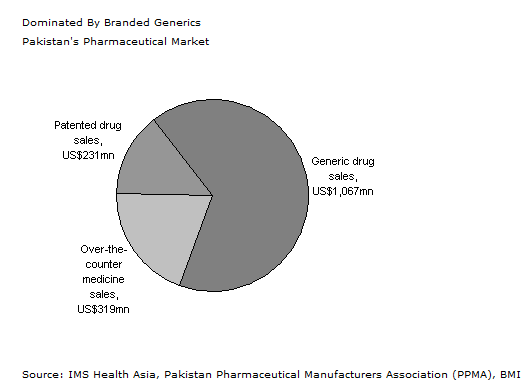 Dominated By Branded Generics
Pakistan's Pharmaceutical Market
Patented drug
sales,
US$231mn
Generic drug
sales,
US$1,067mn
Over-the-
counter
medicine
sales,
US$319mn
Source: IMS Health Asia, Pakistan Pharmaceutical Manufacturers Association (PPMA), BMI